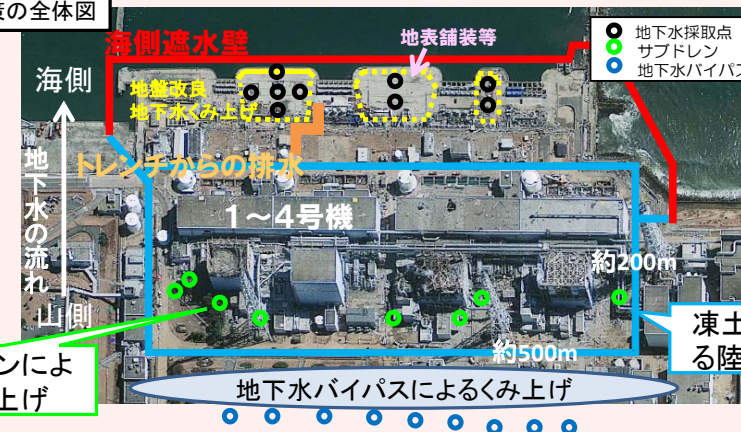 策の全体図
海側遮水壁
地表舗装等
地下水採取点
サブドレン
地下水バイパス
海側
地盤改良
地下水くみ上げ
トレンチからの排水
地下水の流れ
1～4号機
約200m
山側
凍土
る陸
ンによ
上げ
約500m
地下水バイパスによるくみ上げ